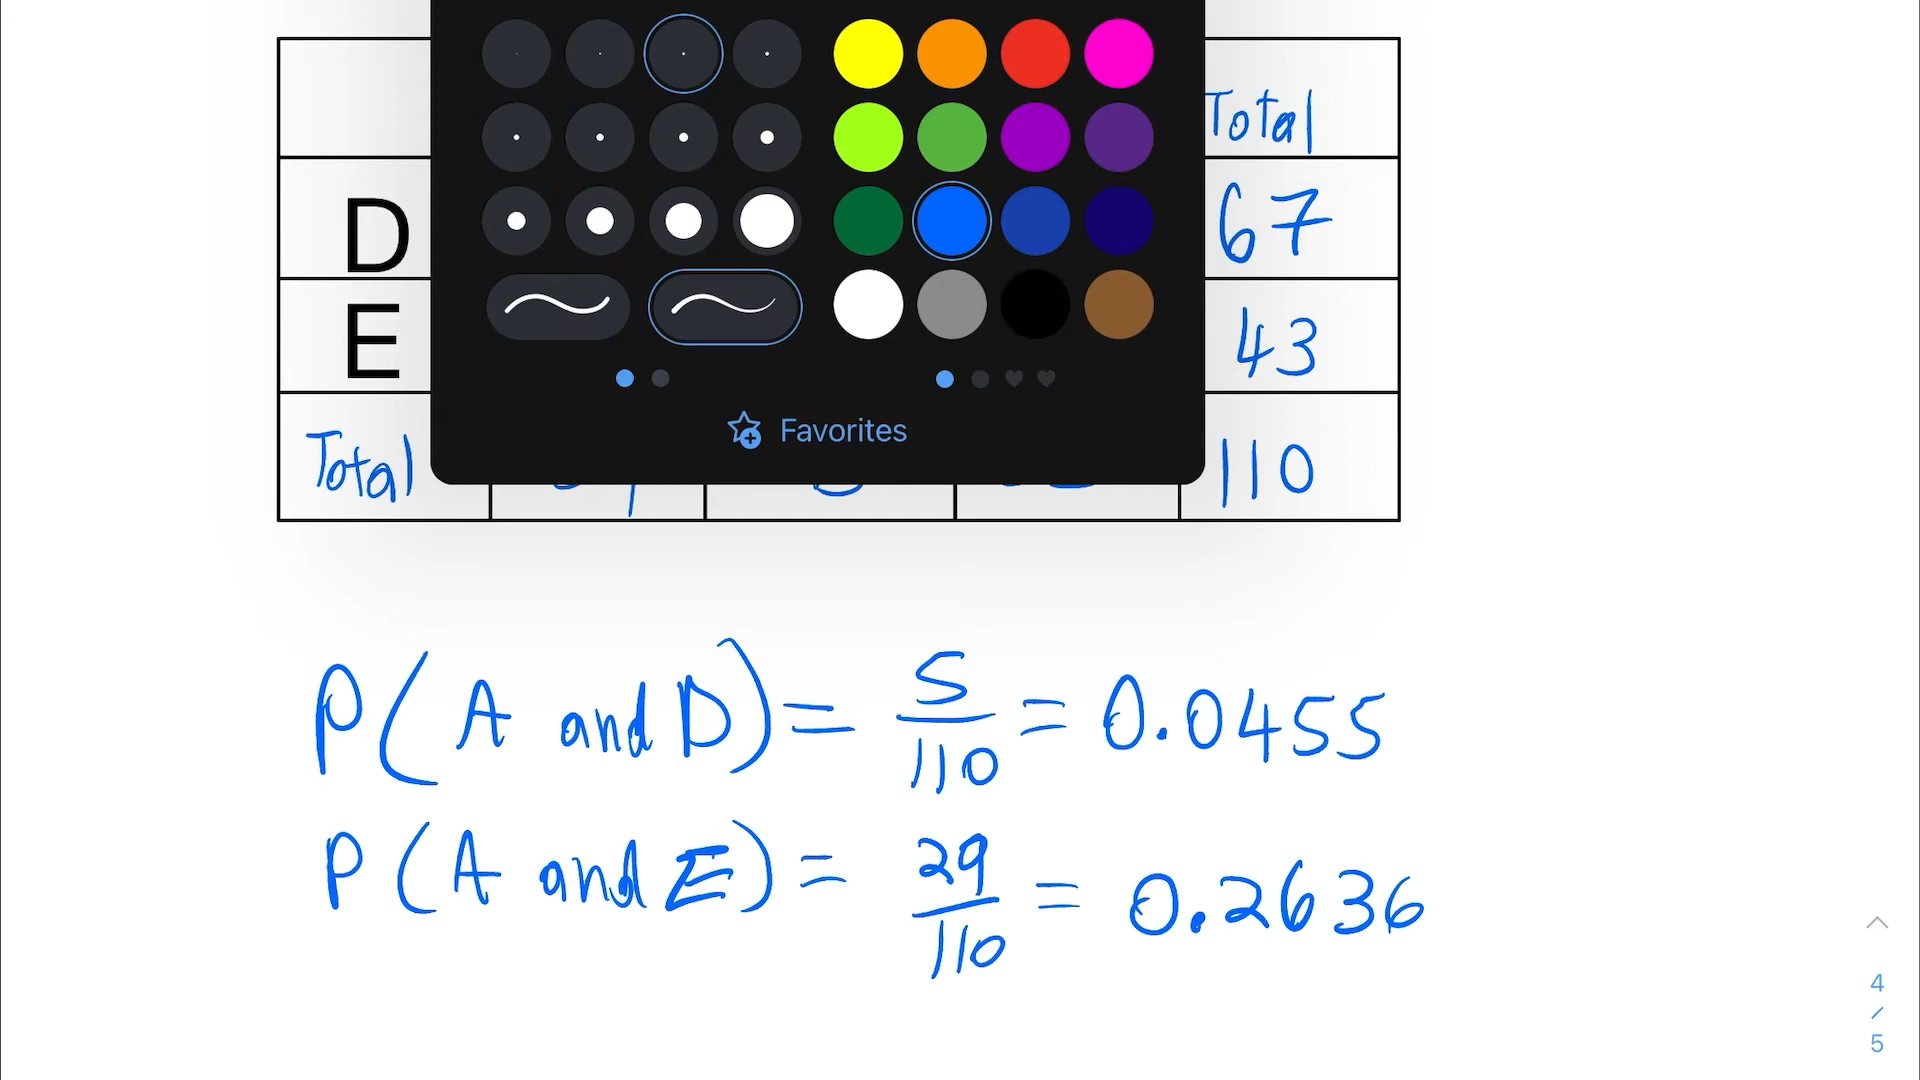 Total
D 67
E 43
Favorites
Total 110
P(A and D) = 5/110 = 0.0455
P(A and E) = 29/110 = 0.2636
4
/
5